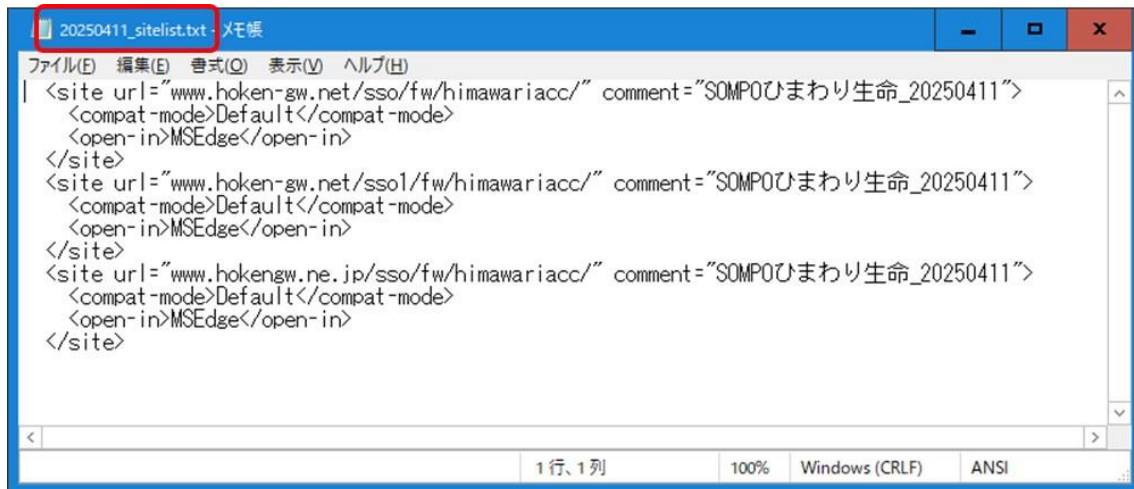 20250411_sitelist.txt - メモ帳
ファイル(F) 編集(E) 書式(O) 表示(V) ヘルプ(H)
<site url="www.hoken-gw.net/sso/fw/himawariacc/" comment="SOMPOひまわり生命_20250411">
<compat-mode>Default</compat-mode>
<open-in>MSEdge</open-in>
</site>
<site url="www.hoken-gw.net/sso1/fw/himawariacc/" comment="SOMPOひまわり生命_20250411">
<compat-mode>Default</compat-mode>
<open-in>MSEdge</open-in>
</site>
<site url="www.hokengw.ne.jp/sso/fw/himawariacc/" comment="SOMPOひまわり生命_20250411">
<compat-mode>Default</compat-mode>
<open-in>MSEdge</open-in>
</site>
1 行、1 列 100% Windows (CRLF) ANSI